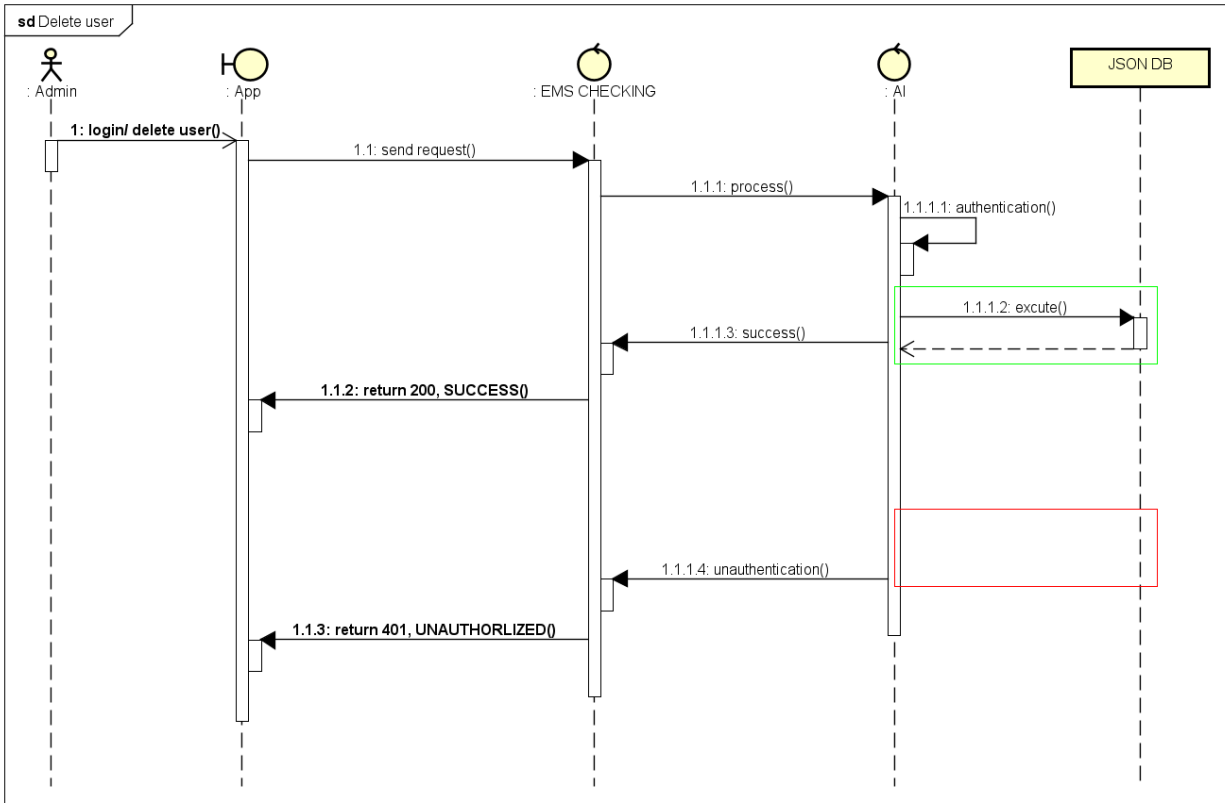 sd Delete user
: Admin
: App
: EMS CHECKING
: AI
JSON DB
1: login/ delete user()
1.1: send request()
1.1.1: process()
1.1.1.1: authentication()
1.1.1.2: excute()
1.1.1.3: success()
1.1.2: return 200, SUCCESS()
1.1.1.4: unauthentication()
1.1.3: return 401, UNAUTHORLIZED()